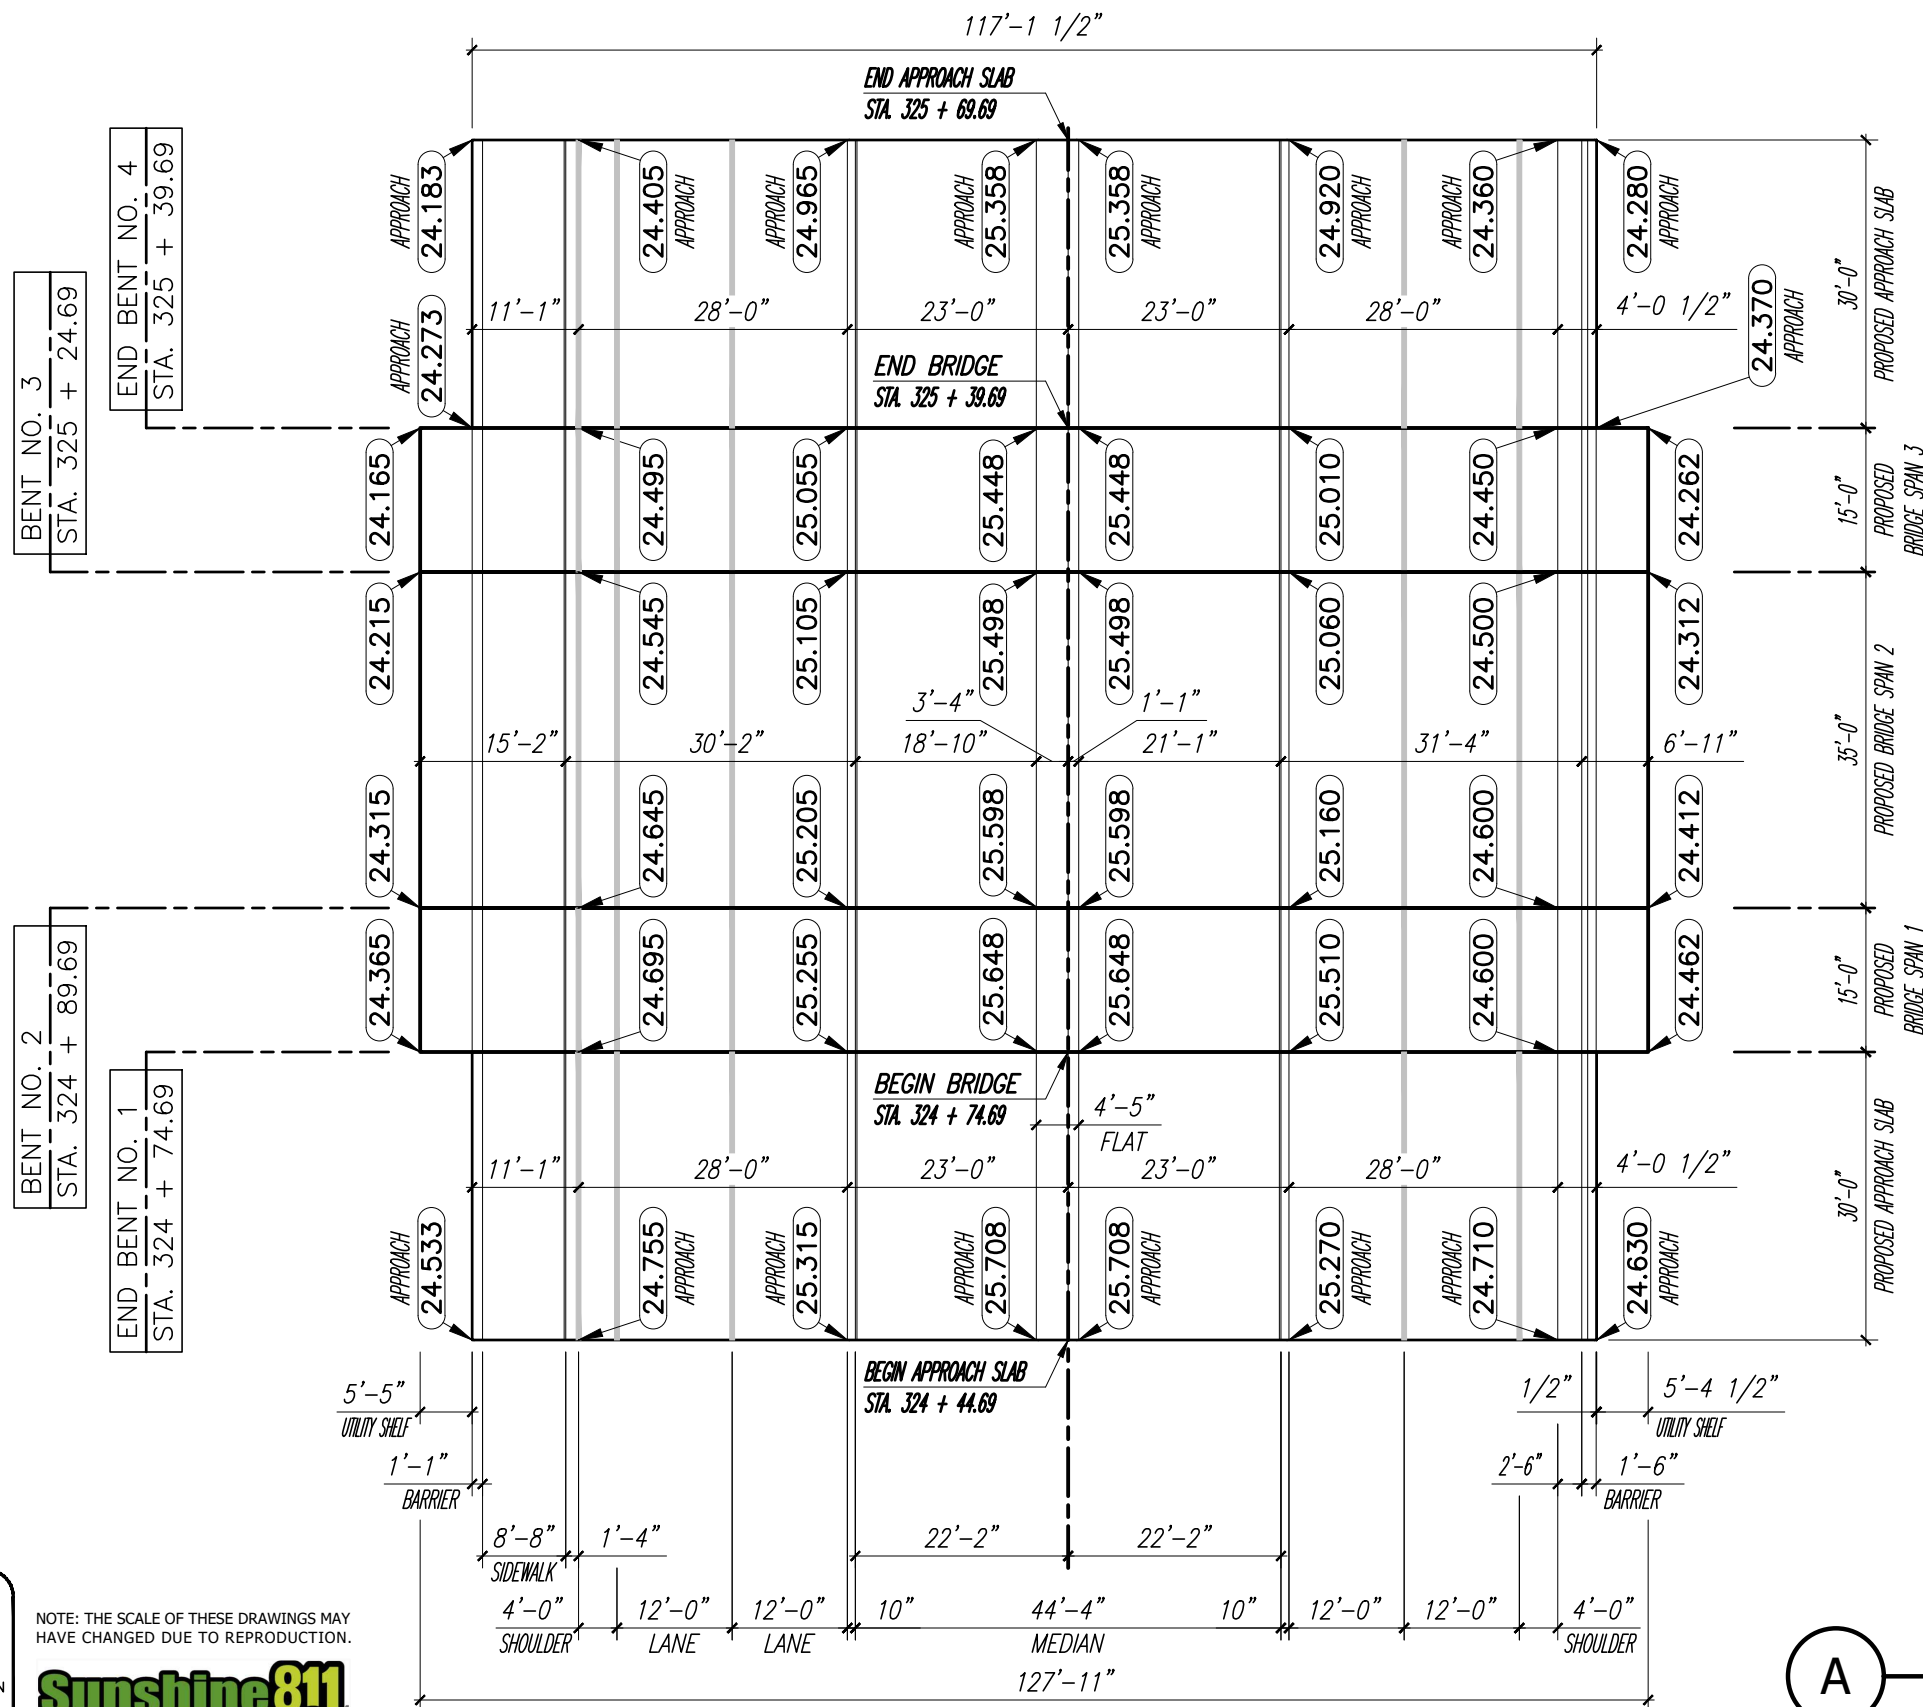 117'-1 1/2"
END APPROACH SLAB
STA. 325 + 69.69
END BENT NO. 4
STA. 325 + 39.69
BENT NO. 3
STA. 325 + 24.69
APPROACH
24.183
24.405
APPROACH
APPROACH
24.965
APPROACH
25.358
25.358
APPROACH
24.920
APPROACH
APPROACH
24.360
24.280
APPROACH
30'-0"
PROPOSED APPROACH SLAB
APPROACH
24.273
11'-1"
28'-0"
23'-0"
23'-0"
28'-0"
4'-0 1/2"
24.370
APPROACH
END BRIDGE
STA. 325 + 39.69
24.165
24.495
25.055
25.448
25.448
25.010
24.450
24.262
15'-0"
PROPOSED
BRIDGE SPAN 3
24.215
24.545
25.105
25.498
25.498
25.060
24.500
24.312
3'-4"
1'-1"
15'-2"
30'-2"
18'-10"
21'-1"
31'-4"
6'-11"
35'-0"
PROPOSED BRIDGE SPAN 2
24.315
24.645
25.205
25.598
25.598
25.160
24.600
24.412
BENT NO. 2
STA. 324 + 89.69
24.365
24.695
25.255
25.648
25.648
25.510
24.600
24.462
15'-0"
PROPOSED
BRIDGE SPAN 1
END BENT NO. 1
STA. 324 + 74.69
BEGIN BRIDGE
STA. 324 + 74.69
4'-5"
FLAT
11'-1"
28'-0"
23'-0"
23'-0"
28'-0"
4'-0 1/2"
30'-0"
PROPOSED APPROACH SLAB
APPROACH
24.533
24.755
APPROACH
APPROACH
25.315
APPROACH
25.708
25.708
APPROACH
25.270
APPROACH
APPROACH
24.710
24.630
APPROACH
BEGIN APPROACH SLAB
STA. 324 + 44.69
5'-5"
UTILITY SHELF
1/2"
5'-4 1/2"
UTILITY SHELF
1'-1"
BARRIER
2'-6"
1'-6"
BARRIER
8'-8"
SIDEWALK
1'-4"
22'-2"
22'-2"
4'-0"
SHOULDER
12'-0"
LANE
12'-0"
LANE
10"
44'-4"
MEDIAN
10"
12'-0"
12'-0"
4'-0"
SHOULDER
127'-11"
NOTE: THE SCALE OF THESE DRAWINGS MAY
HAVE CHANGED DUE TO REPRODUCTION.
Sunshine811
A